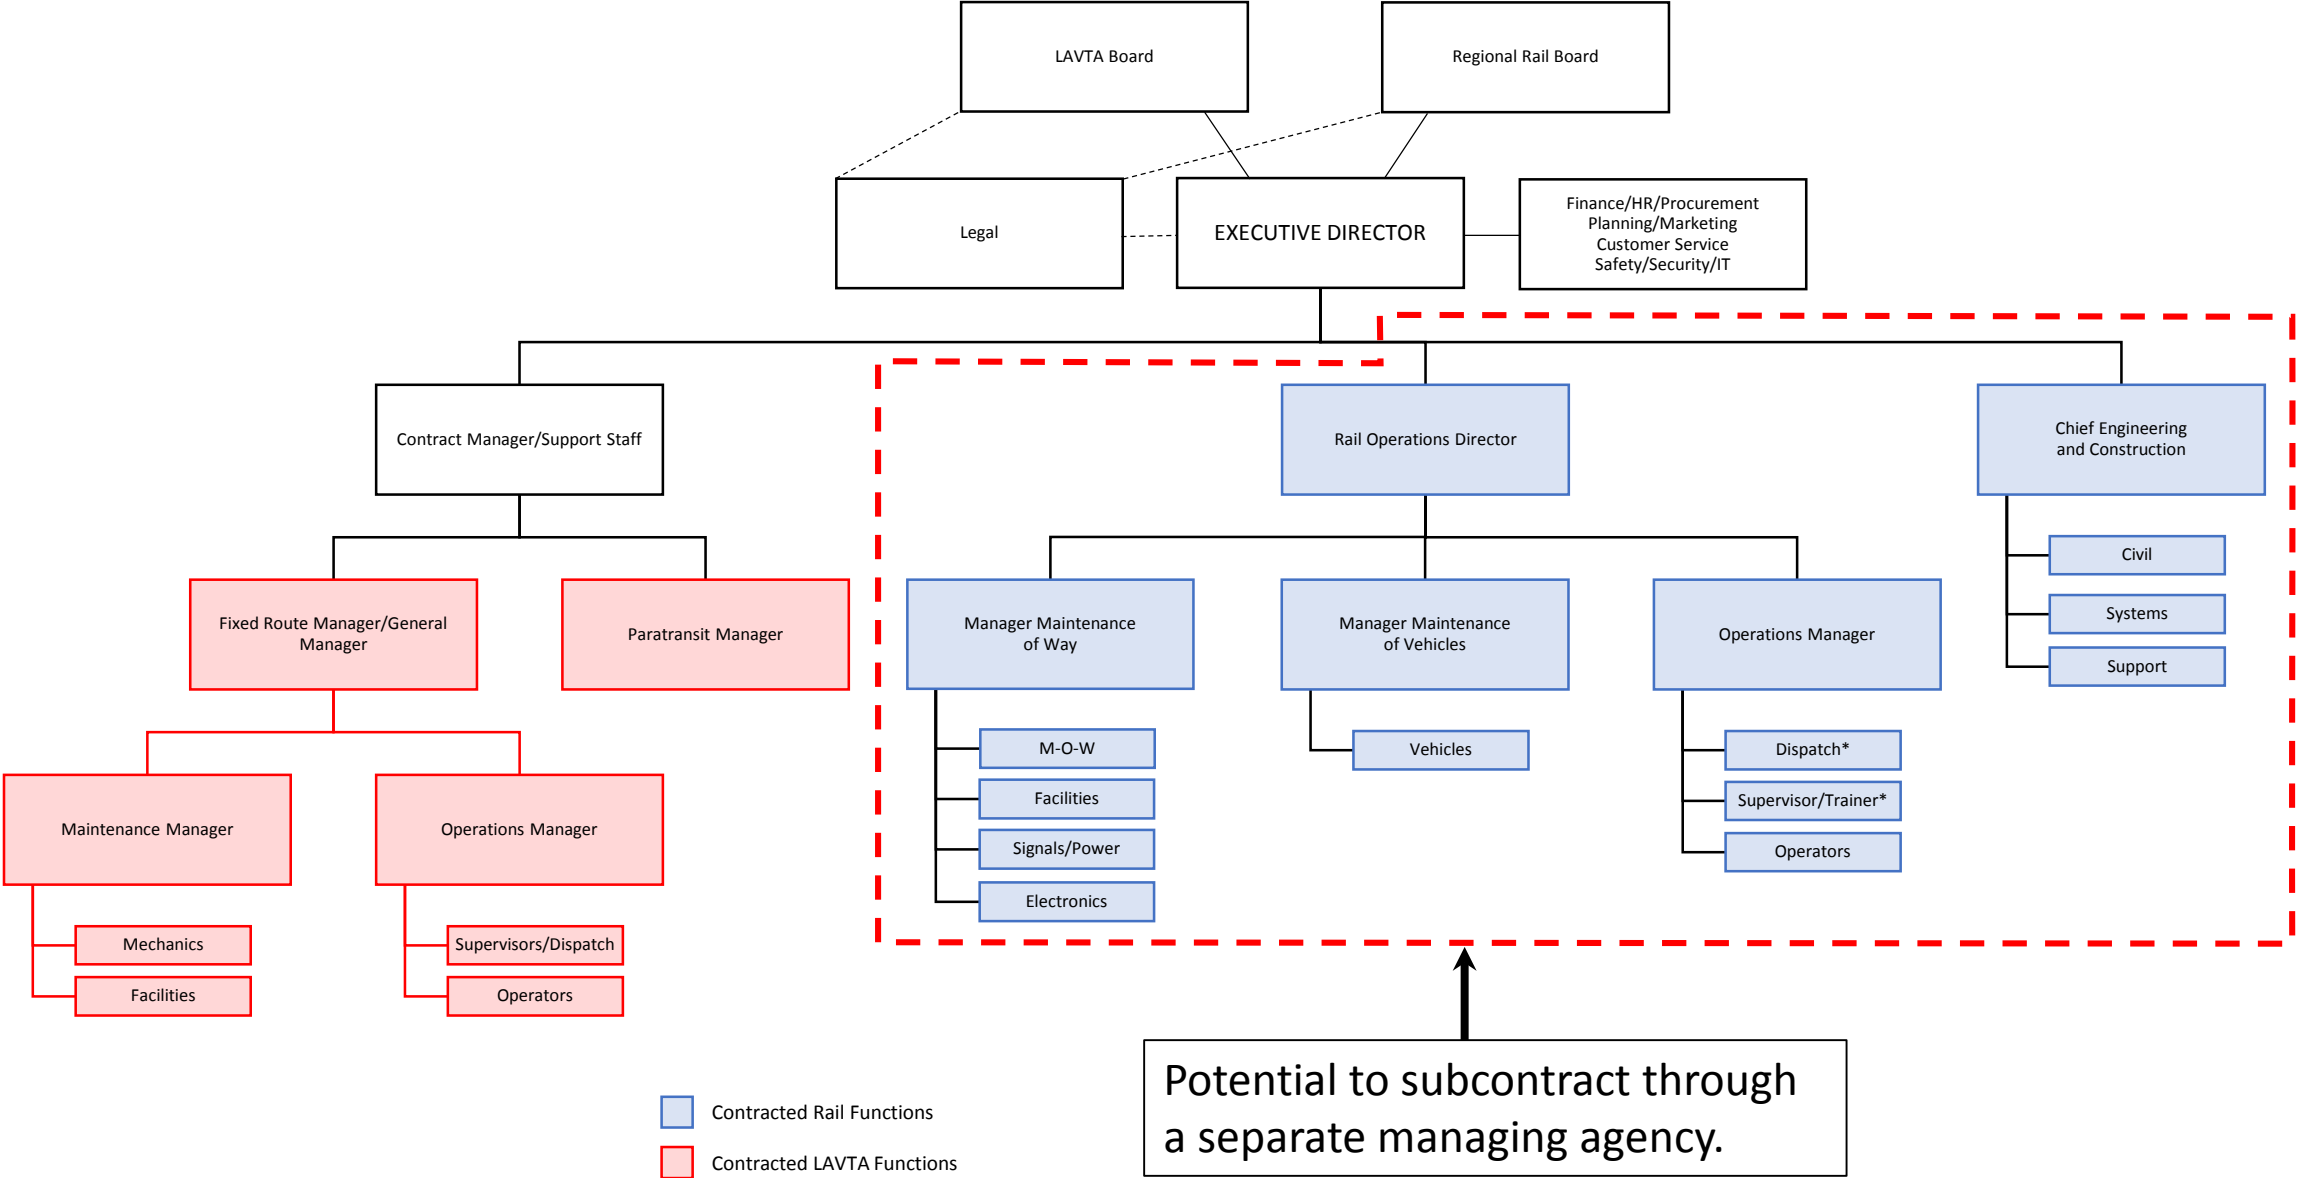 LAVTA Board
Regional Rail Board
Legal
EXECUTIVE DIRECTOR
Finance/HR/Procurement
Planning/Marketing
Customer Service
Safety/Security/IT
Contract Manager/Support Staff
Rail Operations Director
Chief Engineering
and Construction
Civil
Systems
Support
Fixed Route Manager/General
Manager
Paratransit Manager
Manager Maintenance
of Way
Manager Maintenance
of Vehicles
Operations Manager
M-O-W
Facilities
Signals/Power
Electronics
Vehicles
Dispatch*
Supervisor/Trainer*
Operators
Maintenance Manager
Operations Manager
Mechanics
Facilities
Supervisors/Dispatch
Operators
Potential to subcontract through
a separate managing agency.
Contracted Rail Functions
Contracted LAVTA Functions